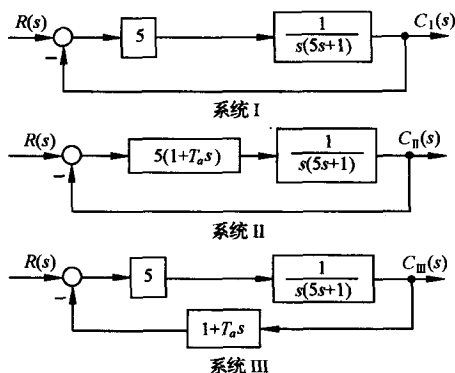 R(s) − 5 1/s(5s+1) C_I(s)
系统 I
R(s) − 5(1+T_a s) 1/s(5s+1) C_II(s)
系统 II
R(s) − 5 1/s(5s+1) C_III(s)
1+T_a s
系统 III